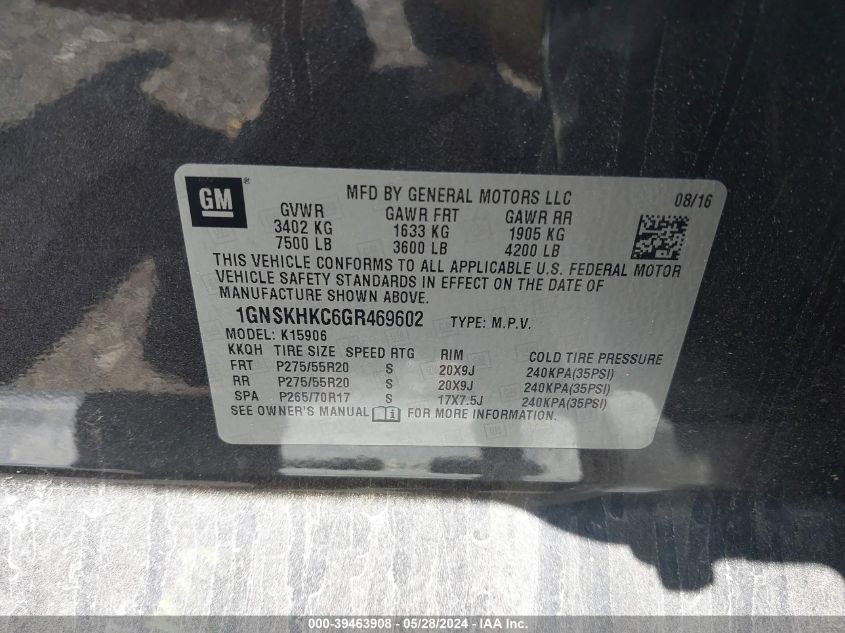 GM
MFD BY GENERAL MOTORS LLC 08/16
GVWR GAWR FRT GAWR RR
3402 KG 1633 KG 1905 KG
7500 LB 3600 LB 4200 LB
THIS VEHICLE CONFORMS TO ALL APPLICABLE U.S. FEDERAL MOTOR
VEHICLE SAFETY STANDARDS IN EFFECT ON THE DATE OF
MANUFACTURE SHOWN ABOVE.
1GNSKHKC6GR469602 TYPE: M.P.V.
MODEL: K15906
KKQH TIRE SIZE SPEED RTG RIM COLD TIRE PRESSURE
FRT P275/55R20 S 20X9J 240KPA(35PSI)
RR P275/55R20 S 20X9J 240KPA(35PSI)
SPA P265/70R17 S 17X7.5J 240KPA(35PSI)
SEE OWNER'S MANUAL FOR MORE INFORMATION.
000-39463908 - 05/28/2024 - IAA Inc.